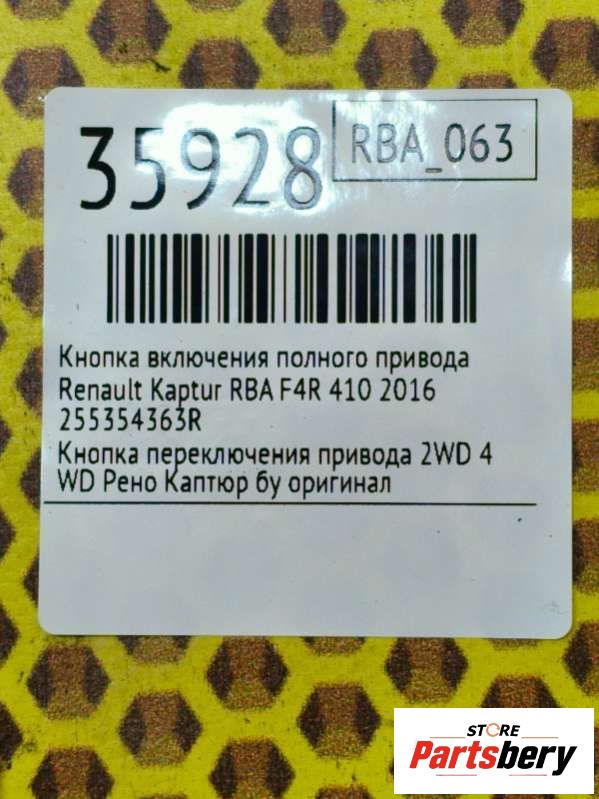 35928
RBA_063
Кнопка включения полного привода
Renault Kaptur RBA F4R 410 2016
255354363R
Кнопка переключения привода 2WD 4
WD Рено Каптюр бу оригинал
STORE
Partsbery